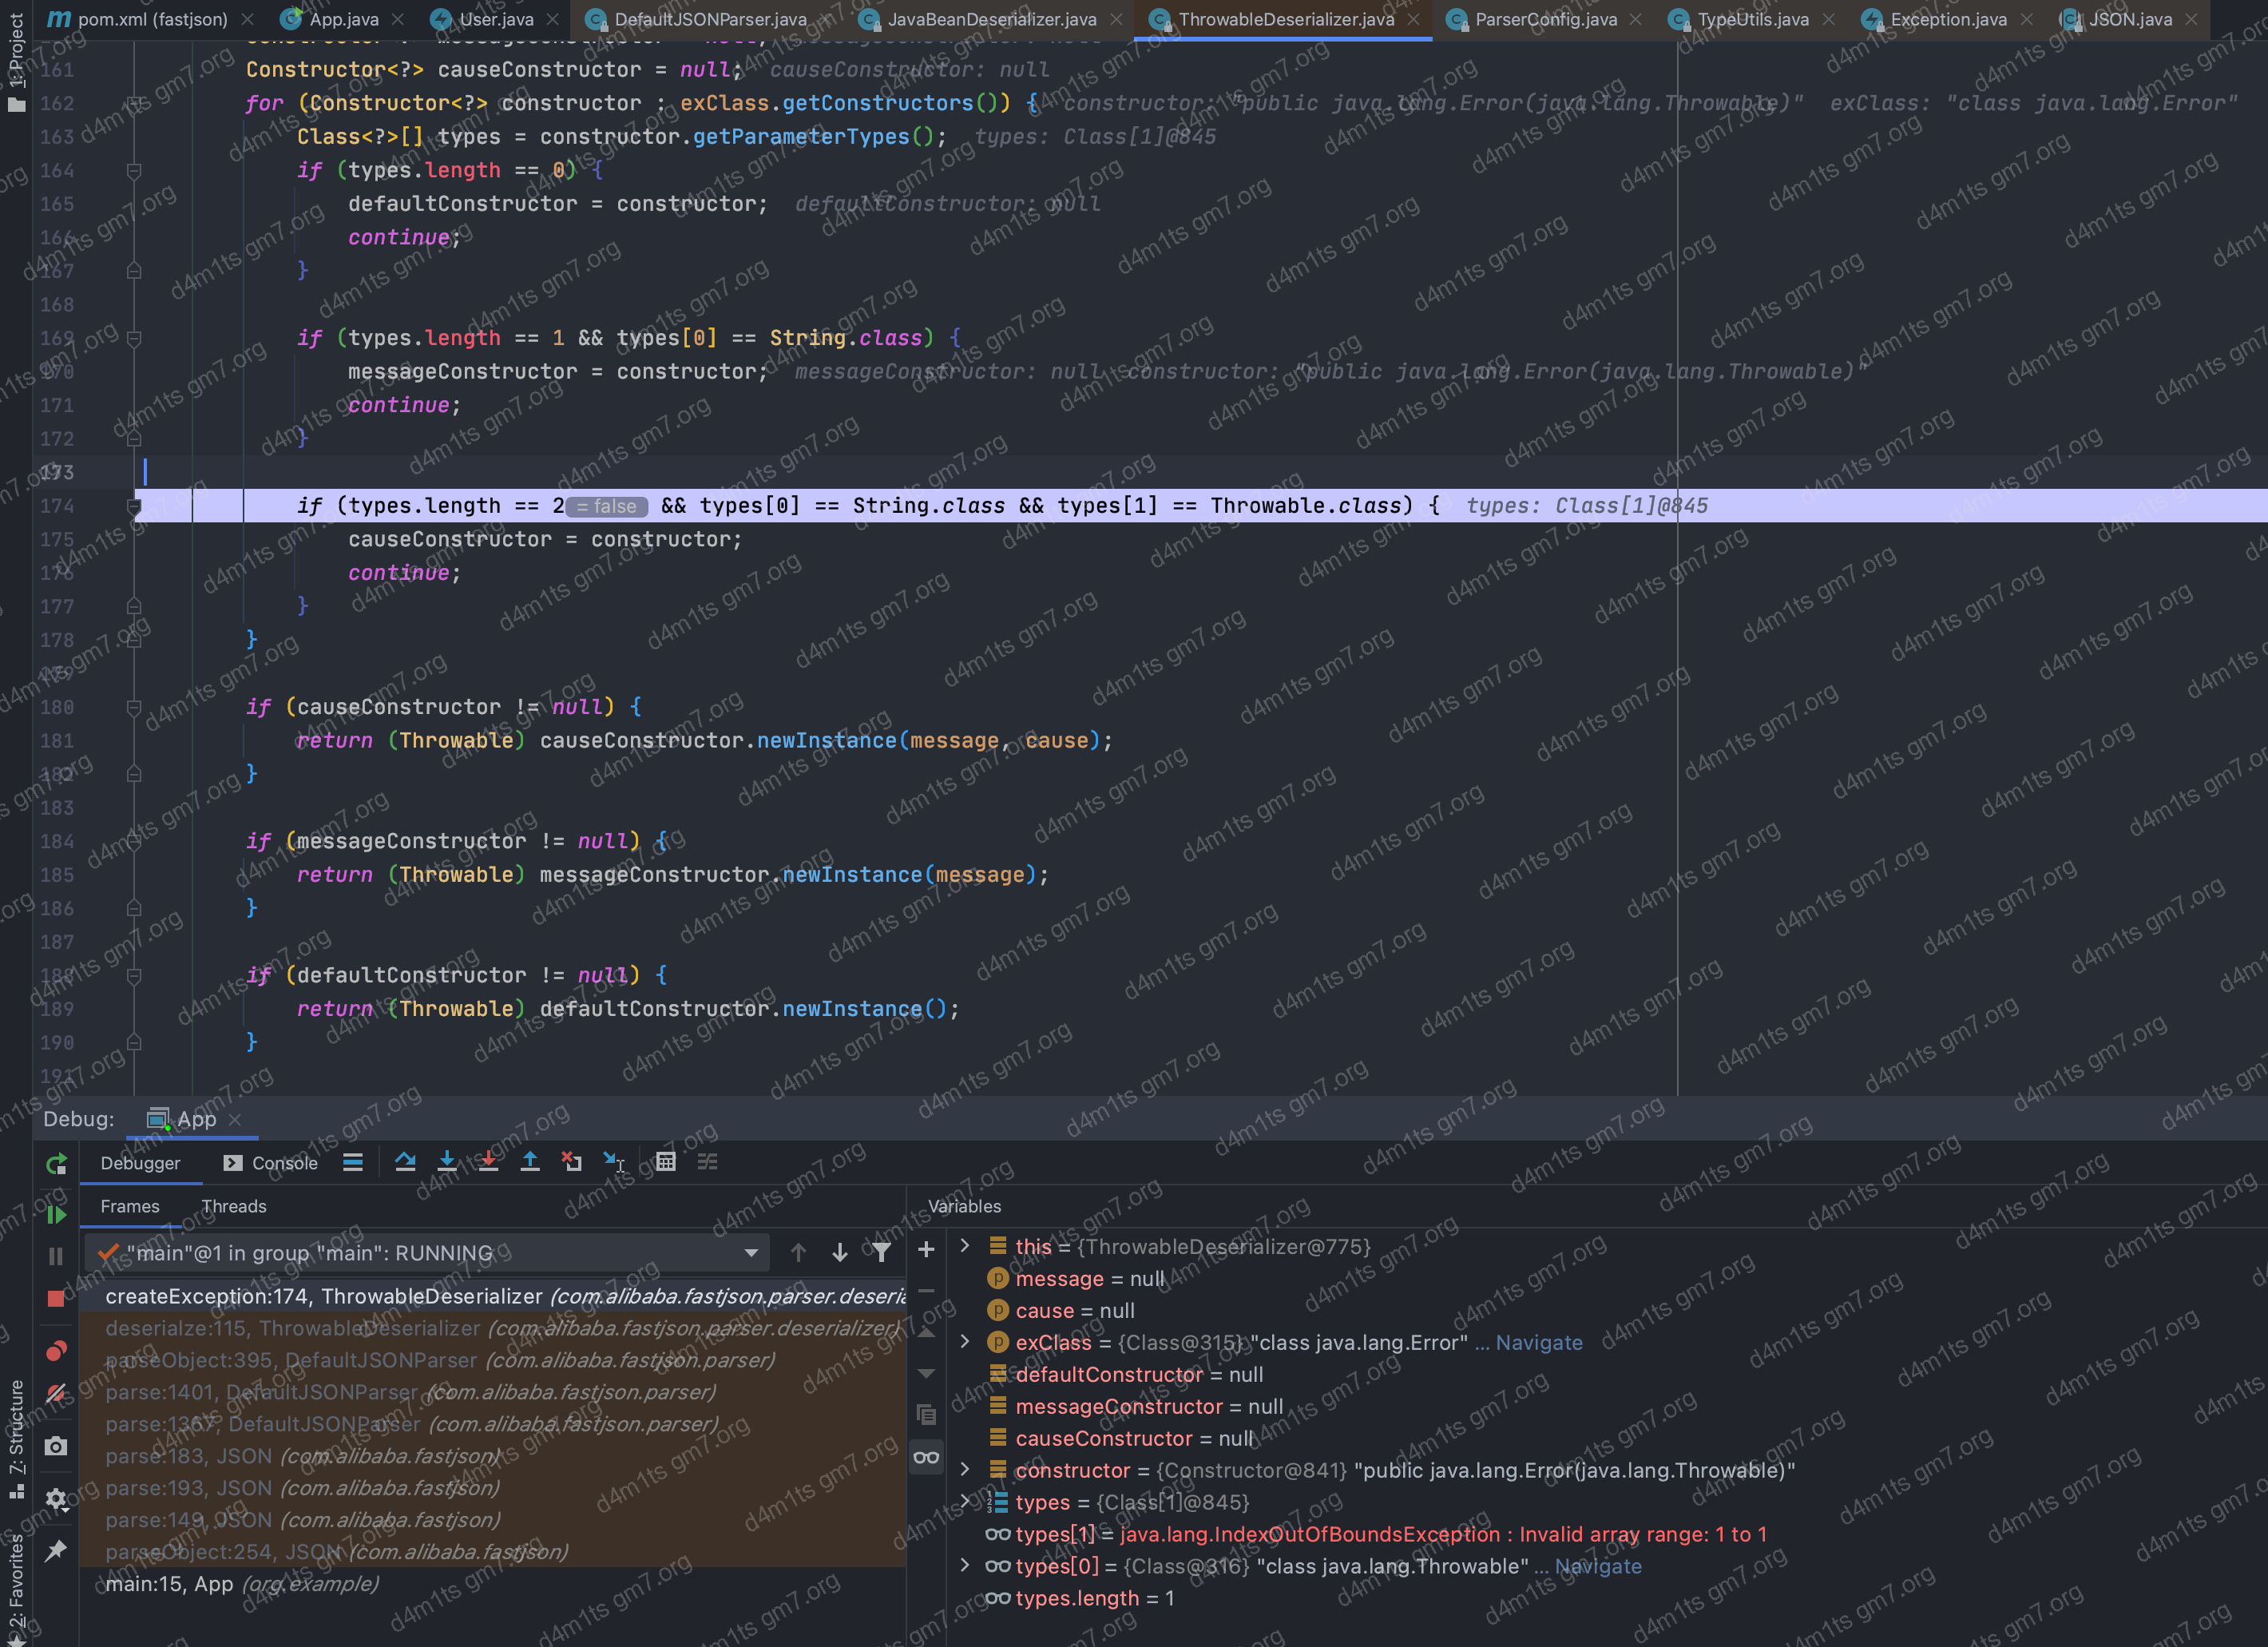 pom.xml (fastjson) App.java User.java DefaultJSONParser.java JavaBeanDeserializer.java ThrowableDeserializer.java ParserConfig.java TypeUtils.java Exception.java JSON.java
1: Project
161 Constructor<?> causeConstructor = null; causeConstructor: null
162 for (Constructor<?> constructor : exClass.getConstructors()) { constructor: "public java.lang.Error(java.lang.Throwable)" exClass: "class java.lang.Error"
163 Class<?>[] types = constructor.getParameterTypes(); types: Class[1]@845
164 if (types.length == 0) {
165 defaultConstructor = constructor; defaultConstructor: null
166 continue;
167 }
168
169 if (types.length == 1 && types[0] == String.class) {
170 messageConstructor = constructor; messageConstructor: null constructor: "public java.lang.Error(java.lang.Throwable)"
171 continue;
172 }
173
174 if (types.length == 2 = false && types[0] == String.class && types[1] == Throwable.class) { types: Class[1]@845
175 causeConstructor = constructor;
176 continue;
177 }
178 }
179
180 if (causeConstructor != null) {
181 return (Throwable) causeConstructor.newInstance(message, cause);
182 }
183
184 if (messageConstructor != null) {
185 return (Throwable) messageConstructor.newInstance(message);
186 }
187
188 if (defaultConstructor != null) {
189 return (Throwable) defaultConstructor.newInstance();
190 }
191
Debug: App
Debugger Console
Frames Threads
"main"@1 in group "main": RUNNING
createException:174, ThrowableDeserializer (com.alibaba.fastjson.parser.deseria
deserialze:115, ThrowableDeserializer (com.alibaba.fastjson.parser.deserializer)
parseObject:395, DefaultJSONParser (com.alibaba.fastjson.parser)
parse:1401, DefaultJSONParser (com.alibaba.fastjson.parser)
parse:1367, DefaultJSONParser (com.alibaba.fastjson.parser)
parse:183, JSON (com.alibaba.fastjson)
parse:193, JSON (com.alibaba.fastjson)
parse:149, JSON (com.alibaba.fastjson)
parseObject:254, JSON (com.alibaba.fastjson)
main:15, App (org.example)
Variables
this = {ThrowableDeserializer@775}
message = null
cause = null
exClass = {Class@315} "class java.lang.Error" ... Navigate
defaultConstructor = null
messageConstructor = null
causeConstructor = null
constructor = {Constructor@841} "public java.lang.Error(java.lang.Throwable)"
types = {Class[1]@845}
types[1] = java.lang.IndexOutOfBoundsException : Invalid array range: 1 to 1
types[0] = {Class@316} "class java.lang.Throwable" ... Navigate
types.length = 1
7: Structure
2: Favorites
d4m1ts gm7.org